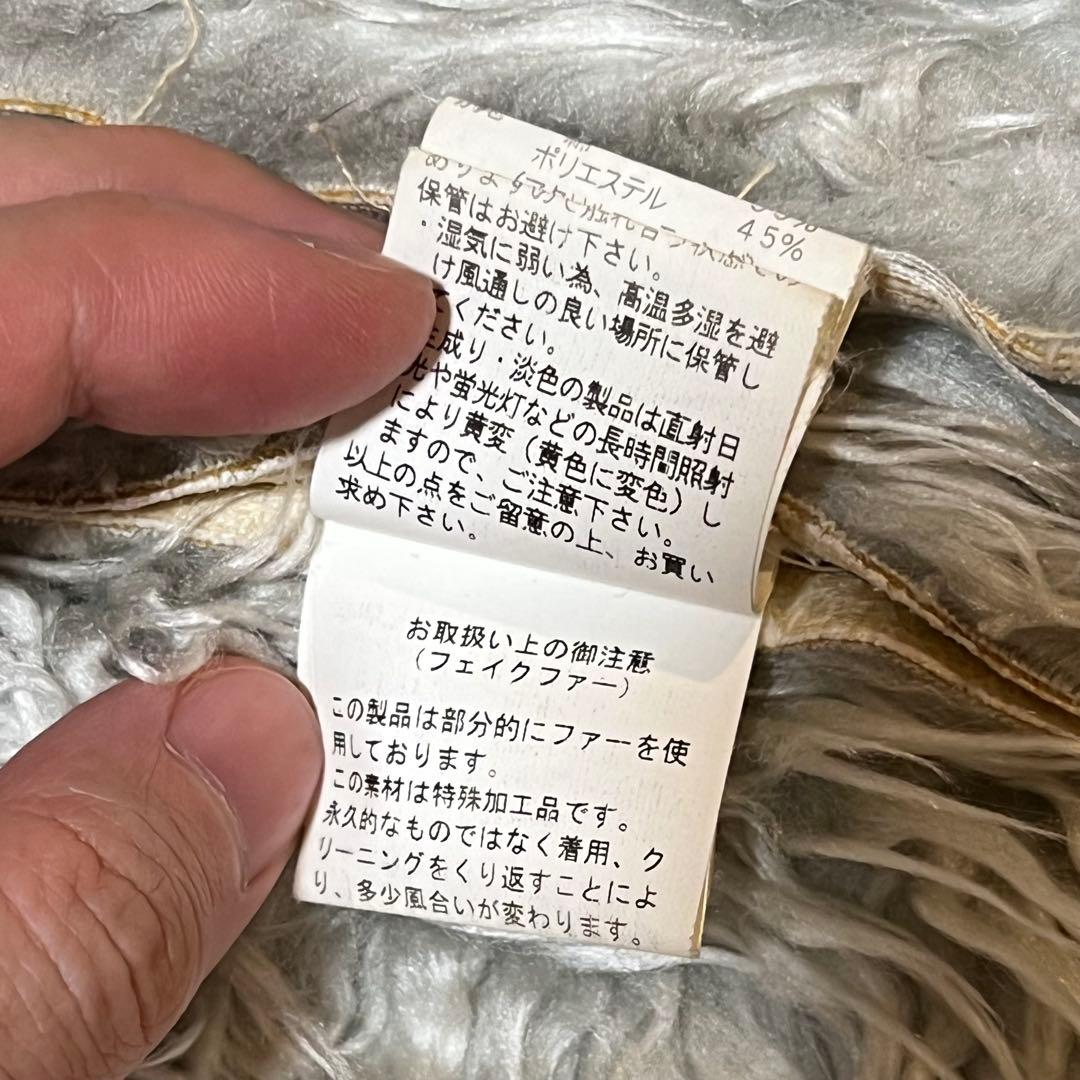 ポリエステル
45%
保管はお避け下さい。
・湿気に弱い為、高温多湿を避
け風通しの良い場所に保管し
てください。
生成り・淡色の製品は直射日
光や蛍光灯などの長時間照射
により黄変（黄色に変色）し
ますので、ご注意下さい。
以上の点をご留意の上、お買い
求め下さい。
お取扱い上の御注意
（フェイクファー）
この製品は部分的にファーを使
用しております。
この素材は特殊加工品です。
永久的なものではなく着用、ク
リーニングをくり返すことによ
り、多少風合いが変わります。